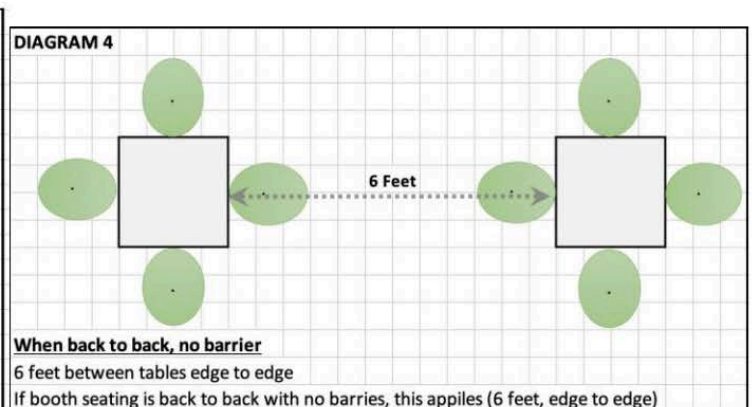 DIAGRAM 4
6 Feet
When back to back, no barrier
6 feet between tables edge to edge
If booth seating is back to back with no barries, this appiles (6 feet, edge to edge)